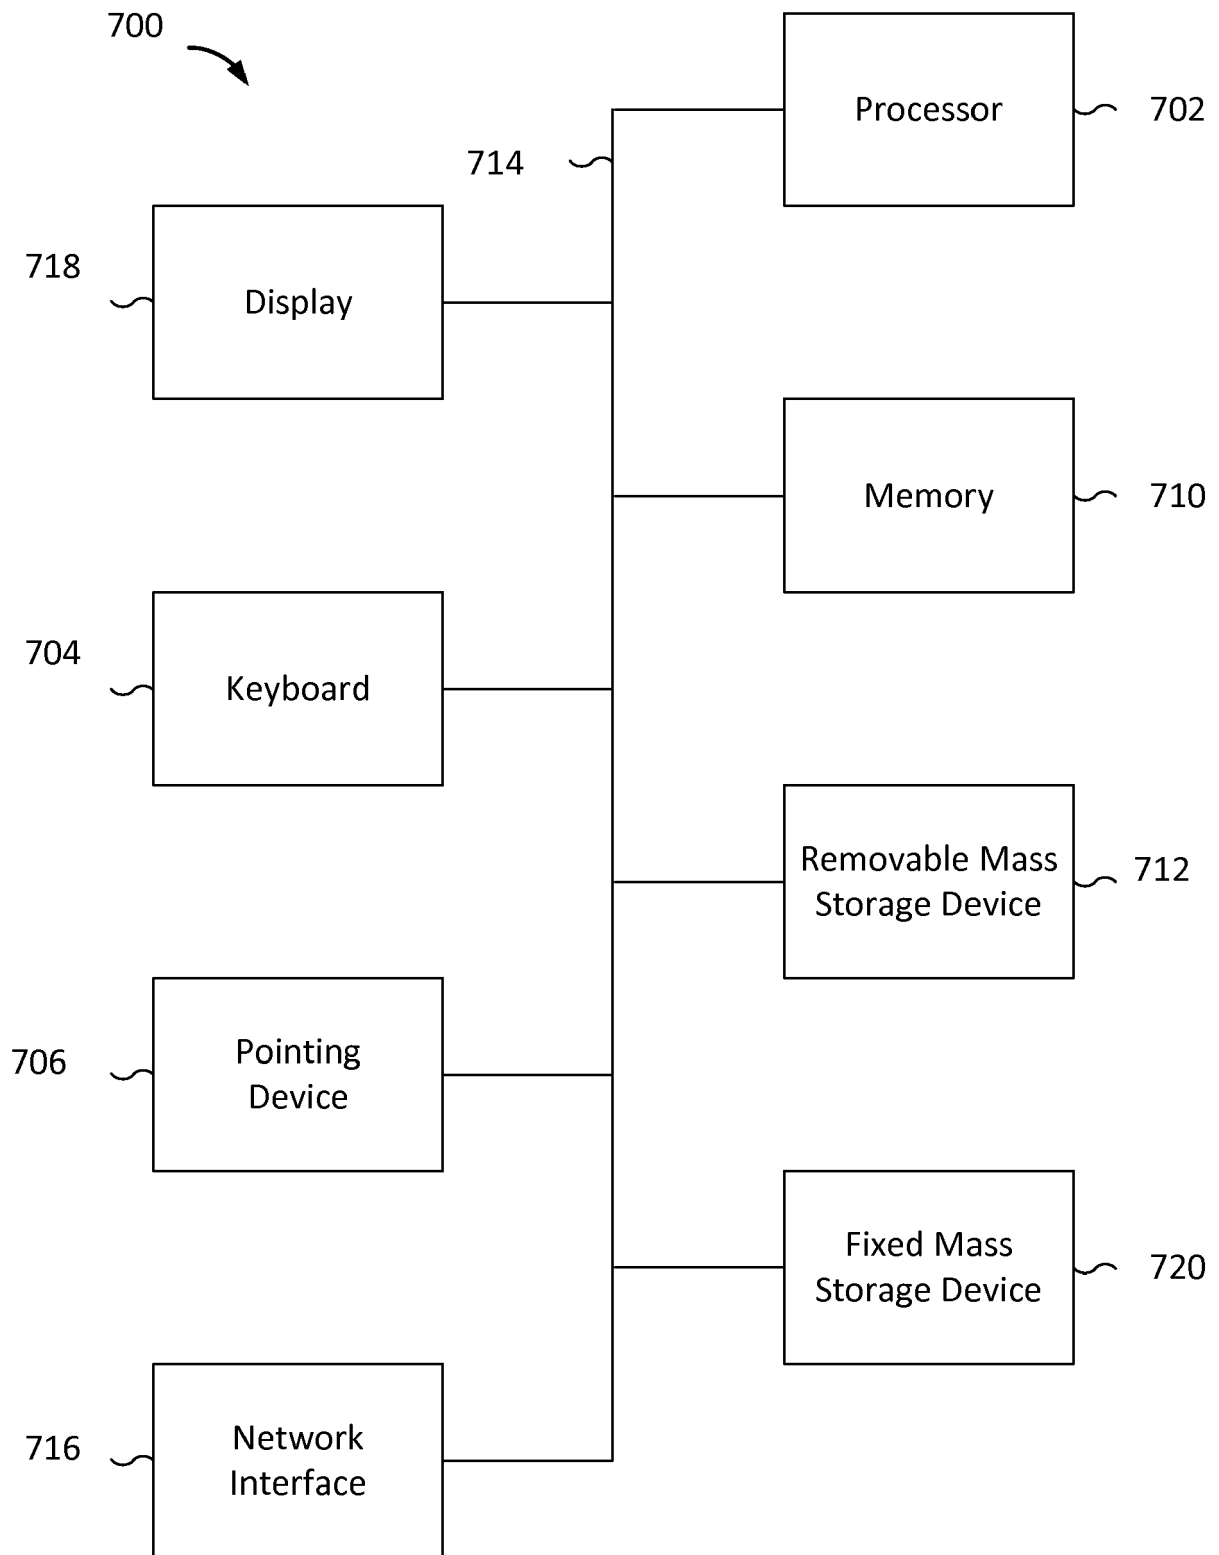 700
Processor
702
714
718
Display
Memory
710
704
Keyboard
Removable Mass
Storage Device
712
706
Pointing
Device
Fixed Mass
Storage Device
720
716
Network
Interface